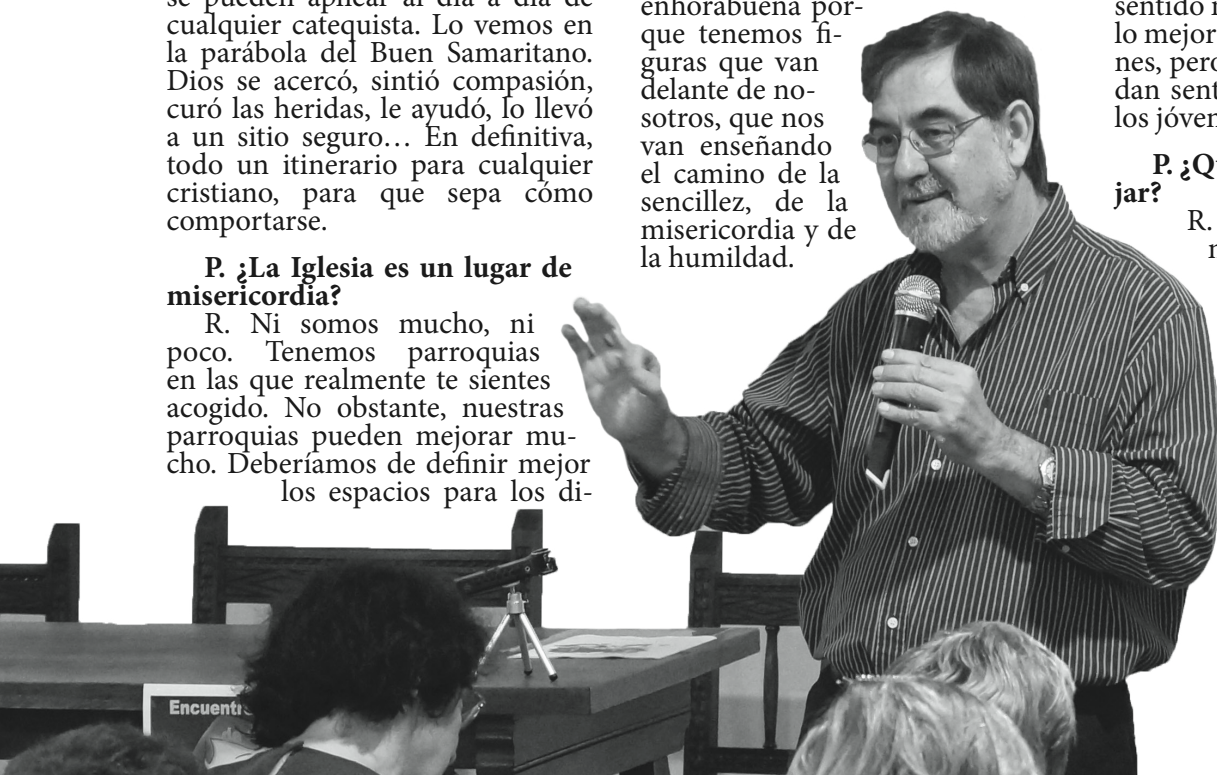 se pueden aplicar al día a día de
cualquier catequista. Lo vemos en
la parábola del Buen Samaritano.
Dios se acercó, sintió compasión,
curó las heridas, le ayudó, lo llevó
a un sitio seguro… En definitiva,
todo un itinerario para cualquier
cristiano, para que sepa cómo
comportarse.
P. ¿La Iglesia es un lugar de
misericordia?
R. Ni somos mucho, ni
poco. Tenemos parroquias
en las que realmente te sientes
acogido. No obstante, nuestras
parroquias pueden mejorar mu-
cho. Deberíamos de definir mejor
los espacios para los di-
enhorabuena por-
que tenemos fi-
guras que van
delante de no-
sotros, que nos
van enseñando
el camino de la
sencillez, de la
misericordia y de
la humildad.
sentido
lo mejor
nes, pero
dan sent
los jóven
P. ¿Qu
jar?
R.
Encuentr